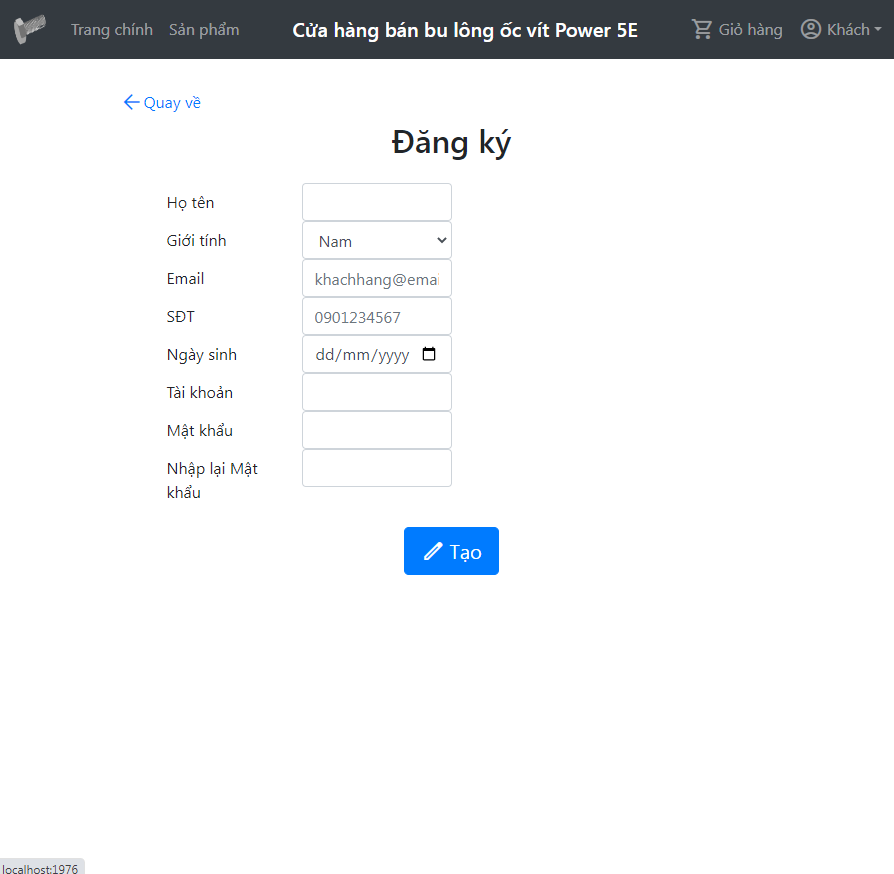 Trang chính Sản phẩm Cửa hàng bán bu lông ốc vít Power 5E Giỏ hàng Khách
Quay về
Đăng ký
Họ tên
Giới tính Nam
Email khachhang@emai
SĐT 0901234567
Ngày sinh dd/mm/yyyy
Tài khoản
Mật khẩu
Nhập lại Mật
khẩu
Tạo
localhost:1976